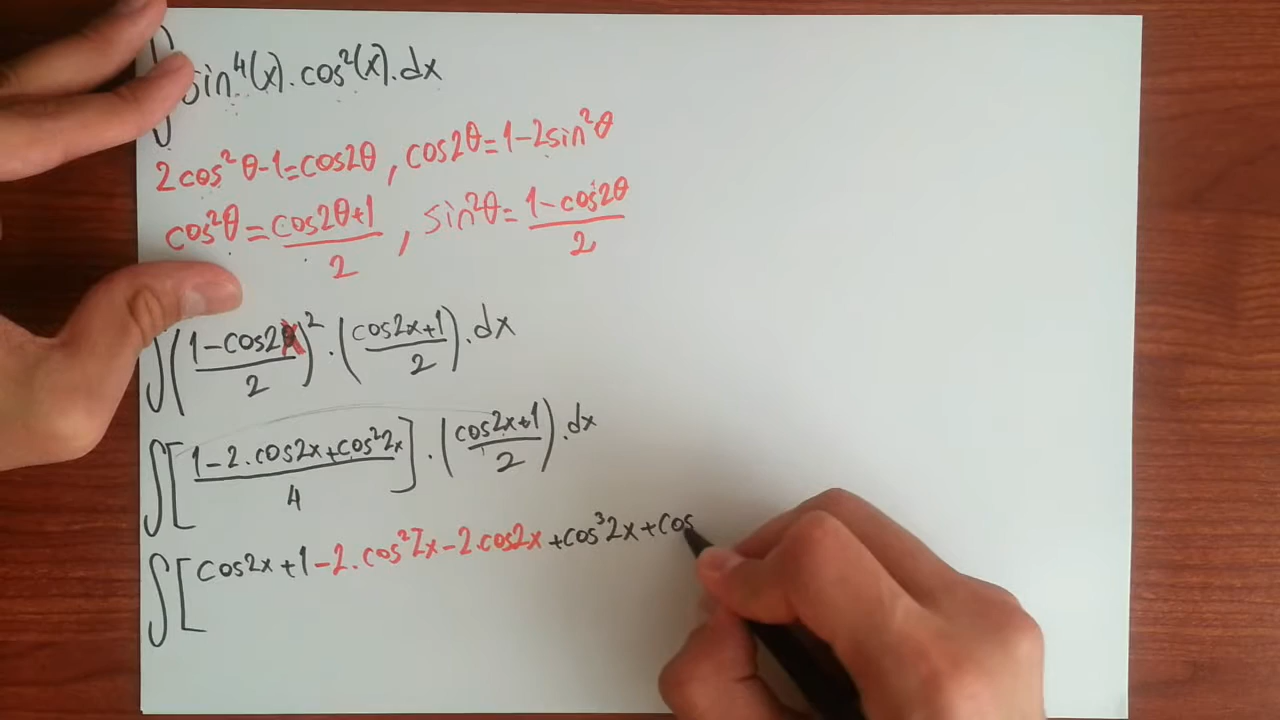 ∫sin⁴(x).cos²(x).dx
2cos²θ-1=cos2θ, cos2θ=1-2sin²θ
cos²θ=(cos2θ+1)/2, sin²θ=(1-cos2θ)/2
∫((1-cos2x)/2)².((cos2x+1)/2).dx
∫[(1-2.cos2x+cos²2x)/4].((cos2x+1)/2).dx
∫[cos2x+1-2.cos²2x-2.cos2x+cos³2x+cos